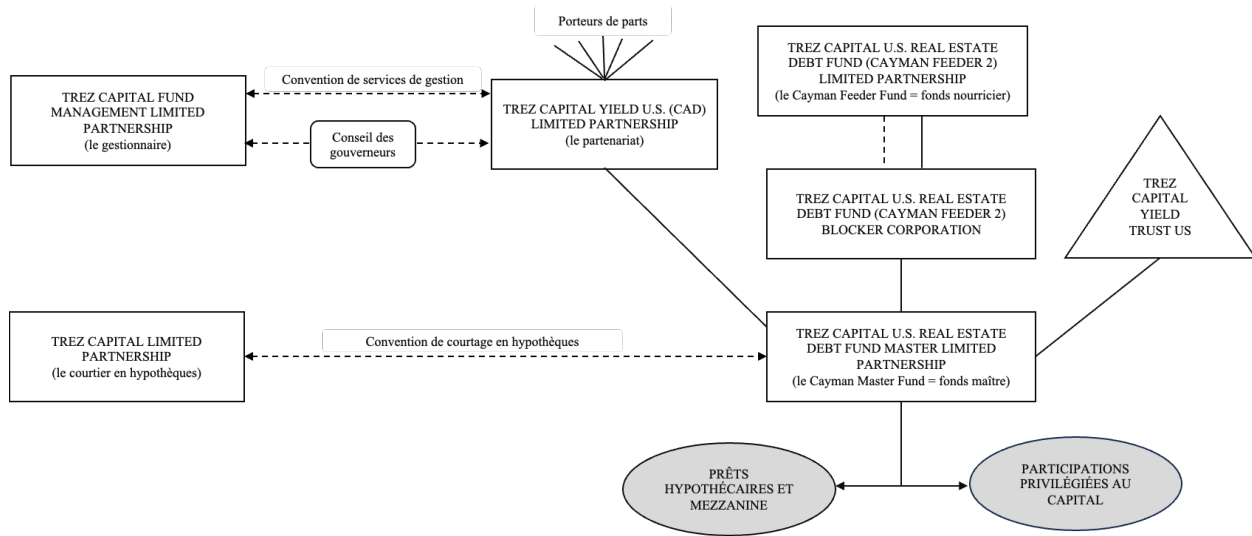 Porteurs de parts
TREZ CAPITAL FUND
MANAGEMENT LIMITED
PARTNERSHIP
(le gestionnaire)
Convention de services de gestion
Conseil des
gouverneurs
TREZ CAPITAL YIELD U.S. (CAD)
LIMITED PARTNERSHIP
(le partenariat)
TREZ CAPITAL U.S. REAL ESTATE
DEBT FUND (CAYMAN FEEDER 2)
LIMITED PARTNERSHIP
(le Cayman Feeder Fund = fonds nourricier)
TREZ CAPITAL U.S. REAL ESTATE
DEBT FUND (CAYMAN FEEDER 2)
BLOCKER CORPORATION
TREZ
CAPITAL
YIELD
TRUST US
TREZ CAPITAL LIMITED
PARTNERSHIP
(le courtier en hypothèques)
Convention de courtage en hypothèques
TREZ CAPITAL U.S. REAL ESTATE
DEBT FUND MASTER LIMITED
PARTNERSHIP
(le Cayman Master Fund = fonds maître)
PRÊTS
HYPOTHÉCAIRES ET
MEZZANINE
PARTICIPATIONS
PRIVILÉGIÉES AU
CAPITAL